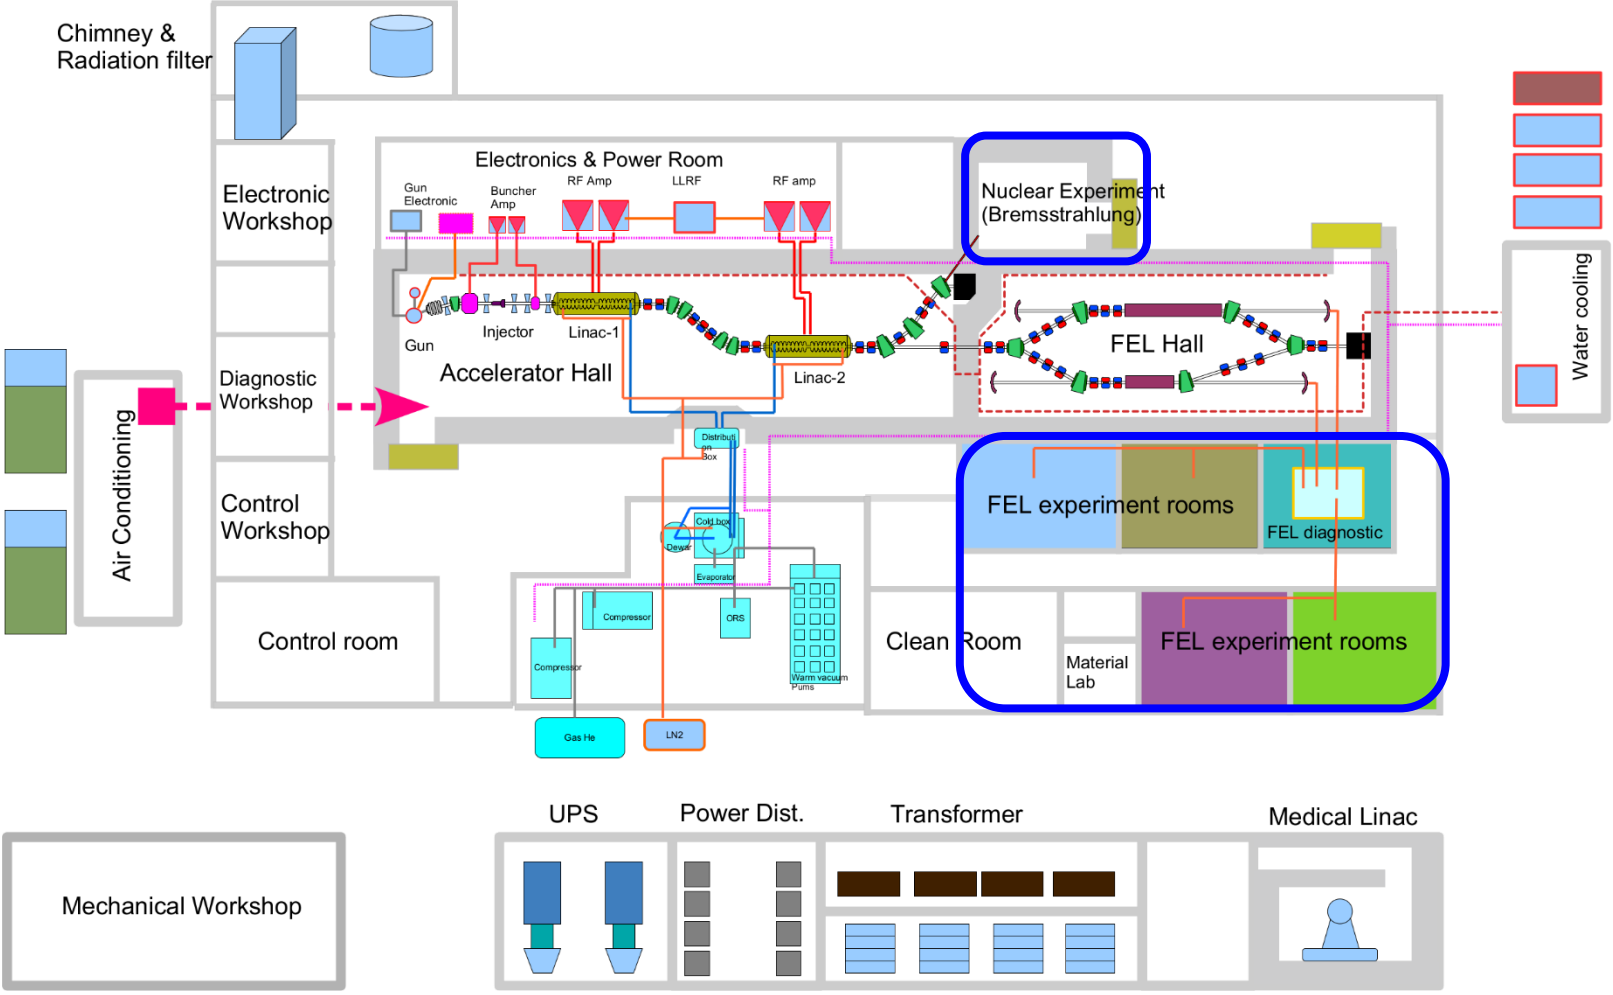 Chimney &
Radiation filter
Electronics & Power Room
Gun
Electronic
Buncher
Amp
RF Amp
LLRF
RF amp
Nuclear Experiment
(Bremsstrahlung)
Electronic
Workshop
Gun
Injector
Linac-1
Linac-2
Accelerator Hall
FEL Hall
Water cooling
Diagnostic
Workshop
Air Conditioning
Control
Workshop
Control room
Distributi
on
Box
Cold box
Dewar
Evaporator
Compressor
ORS
Compressor
Warm vacuum
Pums
Gas He
LN2
FEL experiment rooms
FEL diagnostic
Clean Room
Material
Lab
FEL experiment rooms
UPS
Power Dist.
Transformer
Medical Linac
Mechanical Workshop